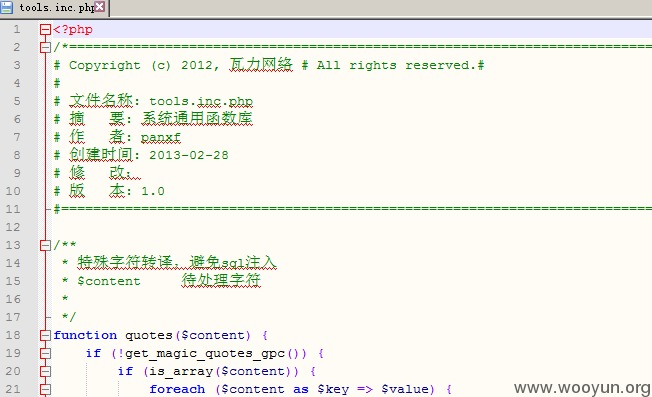 tools.inc.php
1 <?php
2 /*==========================================================================
3 # Copyright (c) 2012, 瓦力网络 # All rights reserved.#
4 #
5 # 文件名称: tools.inc.php
6 # 摘 要: 系统通用函数库
7 # 作 者: panxf
8 # 创建时间: 2013-02-28
9 # 修 改:
10 # 版 本: 1.0
11 #==========================================================================
12
13 /**
14 * 特殊字符转译,避免sql注入
15 * $content 待处理字符
16 *
17 */
18 function quotes($content) {
19 if (!get_magic_quotes_gpc()) {
20 if (is_array($content)) {
21 foreach ($content as $key => $value) {
www.wooyun.org